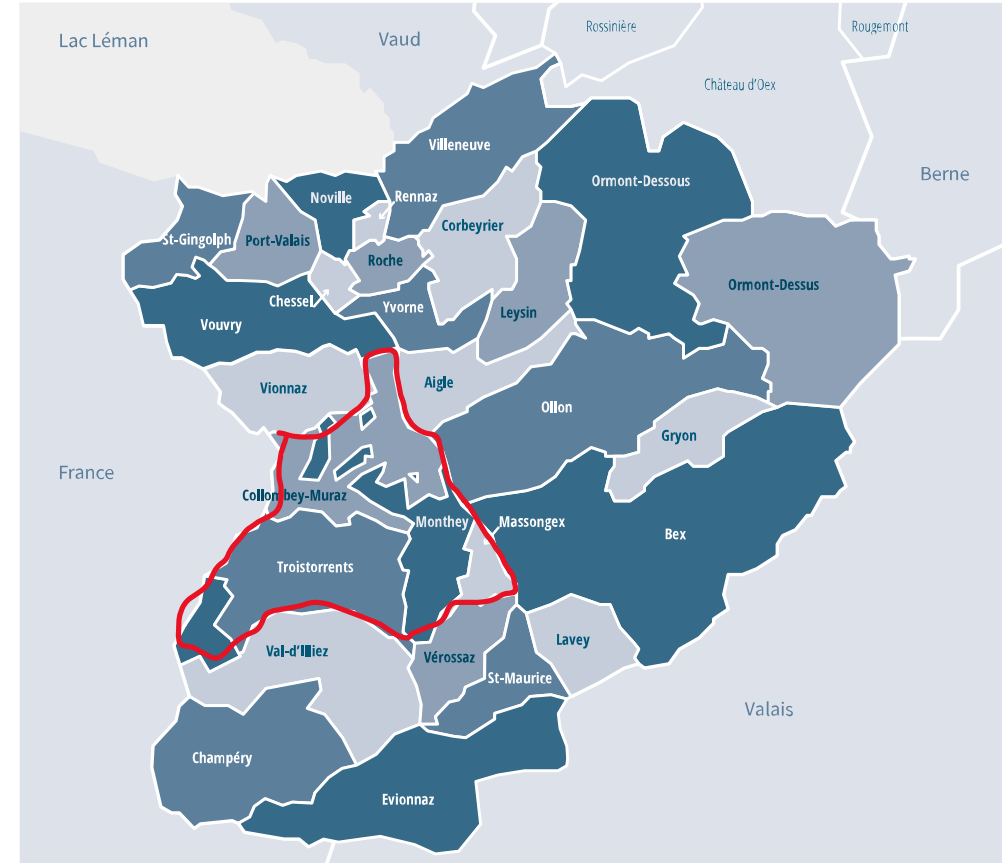 Rossinière
Rougemont
Lac Léman
Vaud
Château d'Oex
Villeneuve
Berne
Ormont-Dessous
Noville
Rennaz
Corbeyrier
St-Gingolph
Port-Valais
Roche
Ormont-Dessus
Chessel
Yvorne
Leysin
Vouvry
Aigle
Vionnaz
Ollon
Gryon
France
Collombey-Muraz
Monthey
Massongex
Bex
Troistorrents
Lavey
Val-d'Illiez
Vérossaz
St-Maurice
Valais
Champéry
Evionnaz